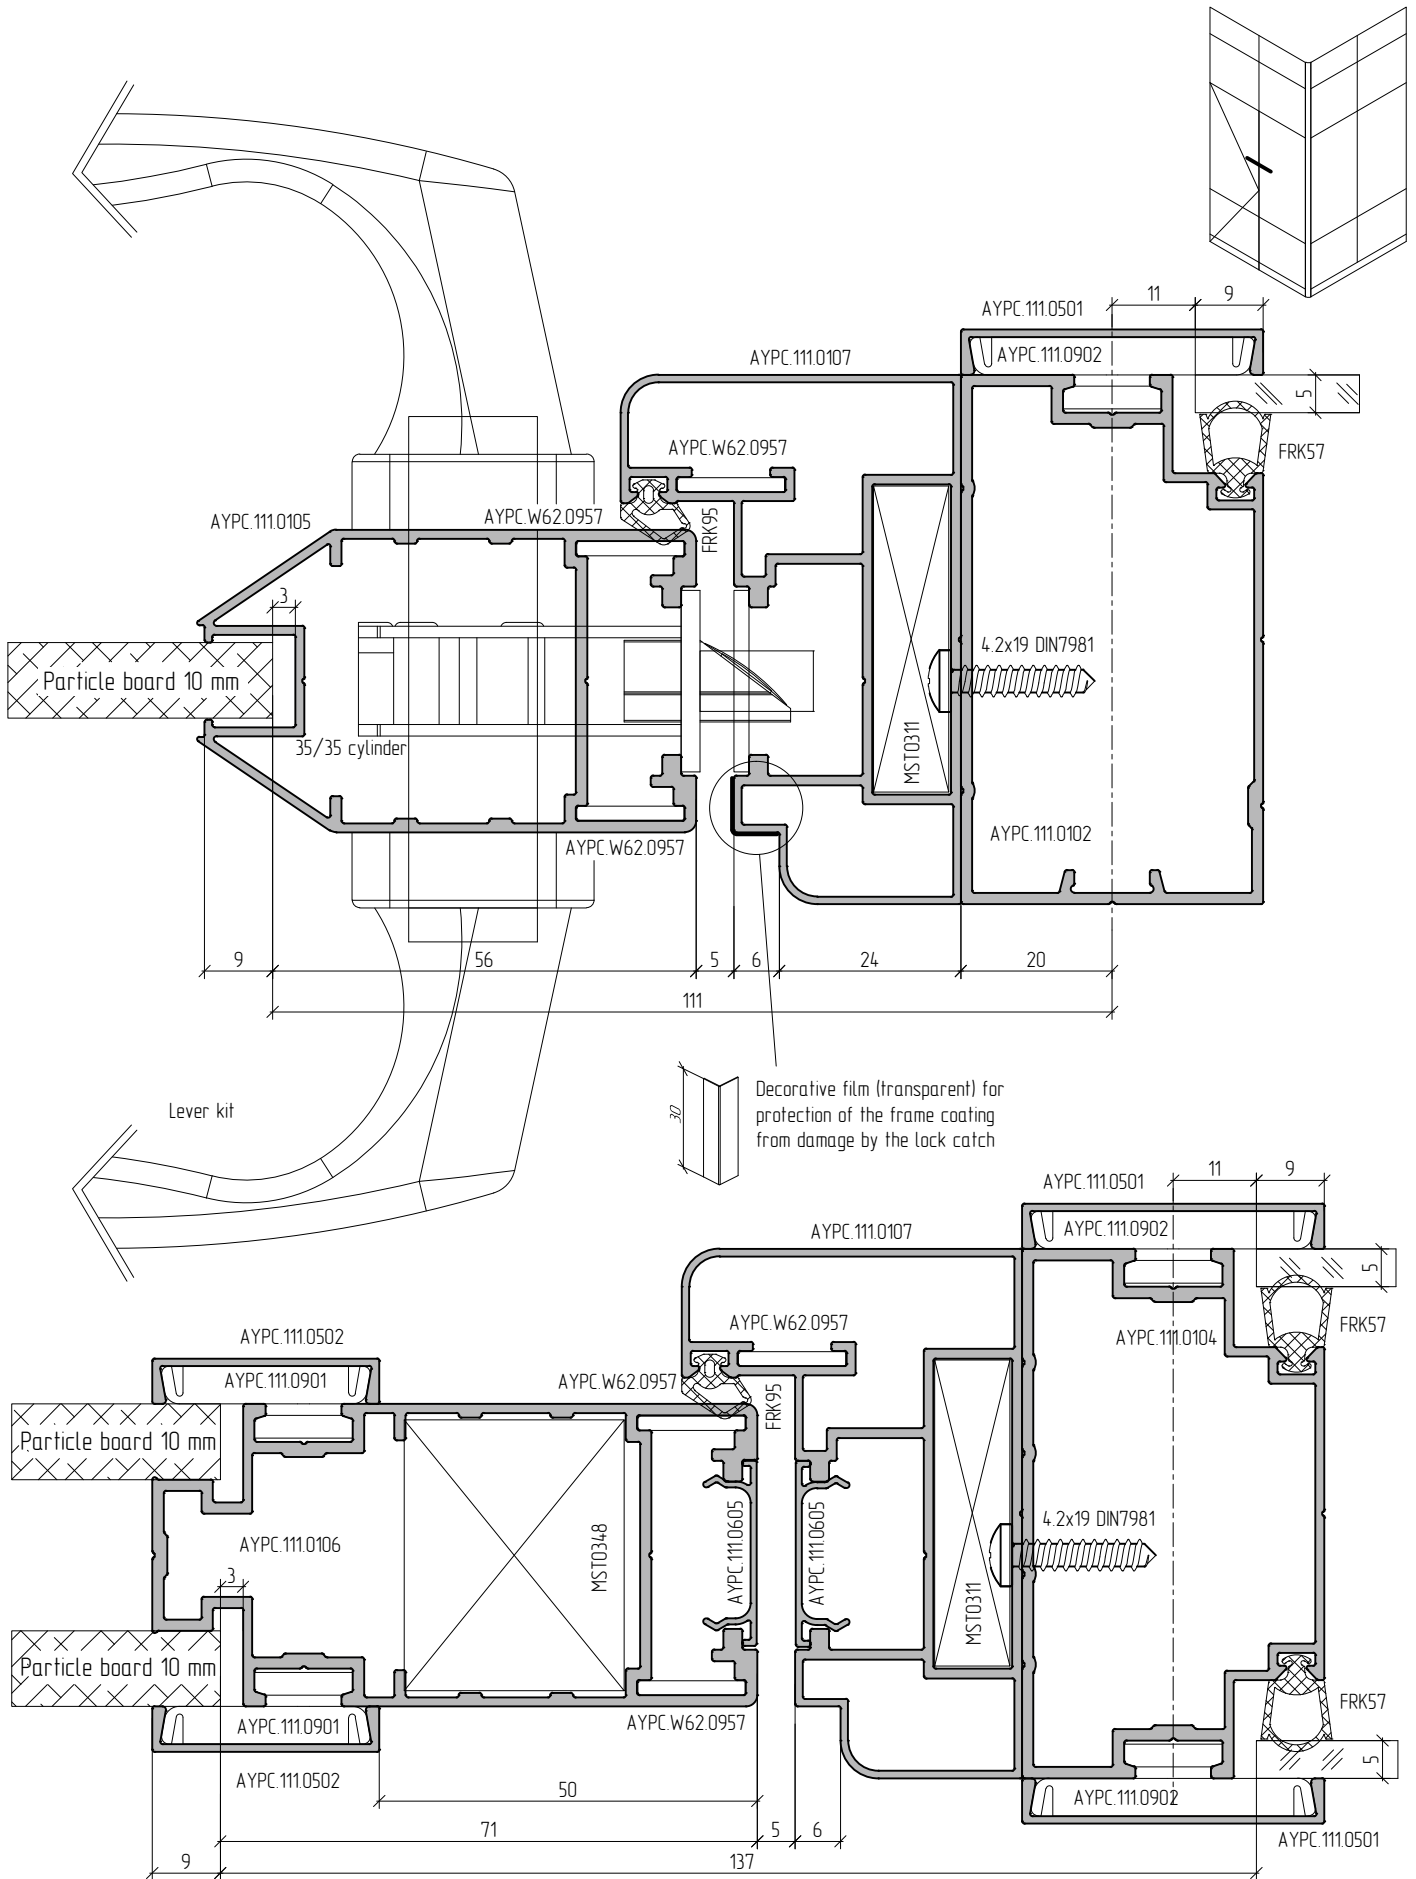 11
9
AYPC.111.0501
AYPC.111.0902
AYPC.111.0107
5
AYPC.W62.0957
FRK57
AYPC.111.0105
AYPC.W62.0957
FRK95
3
4.2x19 DIN7981
Particle board 10 mm
35/35 cylinder
MST0311
AYPC.111.0102
AYPC.W62.0957
9
56
5
6
24
20
111
Lever kit
30
Decorative film (transparent) for
protection of the frame coating
from damage by the lock catch
11
9
AYPC.111.0501
AYPC.111.0902
AYPC.111.0107
5
AYPC.W62.0957
FRK57
AYPC.111.0502
AYPC.111.0104
AYPC.111.0901
AYPC.W62.0957
FRK95
Particle board 10 mm
4.2x19 DIN7981
AYPC.111.0106
MST0348
AYPC.111.0605
AYPC.111.0605
3
MST0311
Particle board 10 mm
FRK57
AYPC.111.0901
AYPC.W62.0957
5
AYPC.111.0502
50
AYPC.111.0902
71
5
6
AYPC.111.0501
9
137